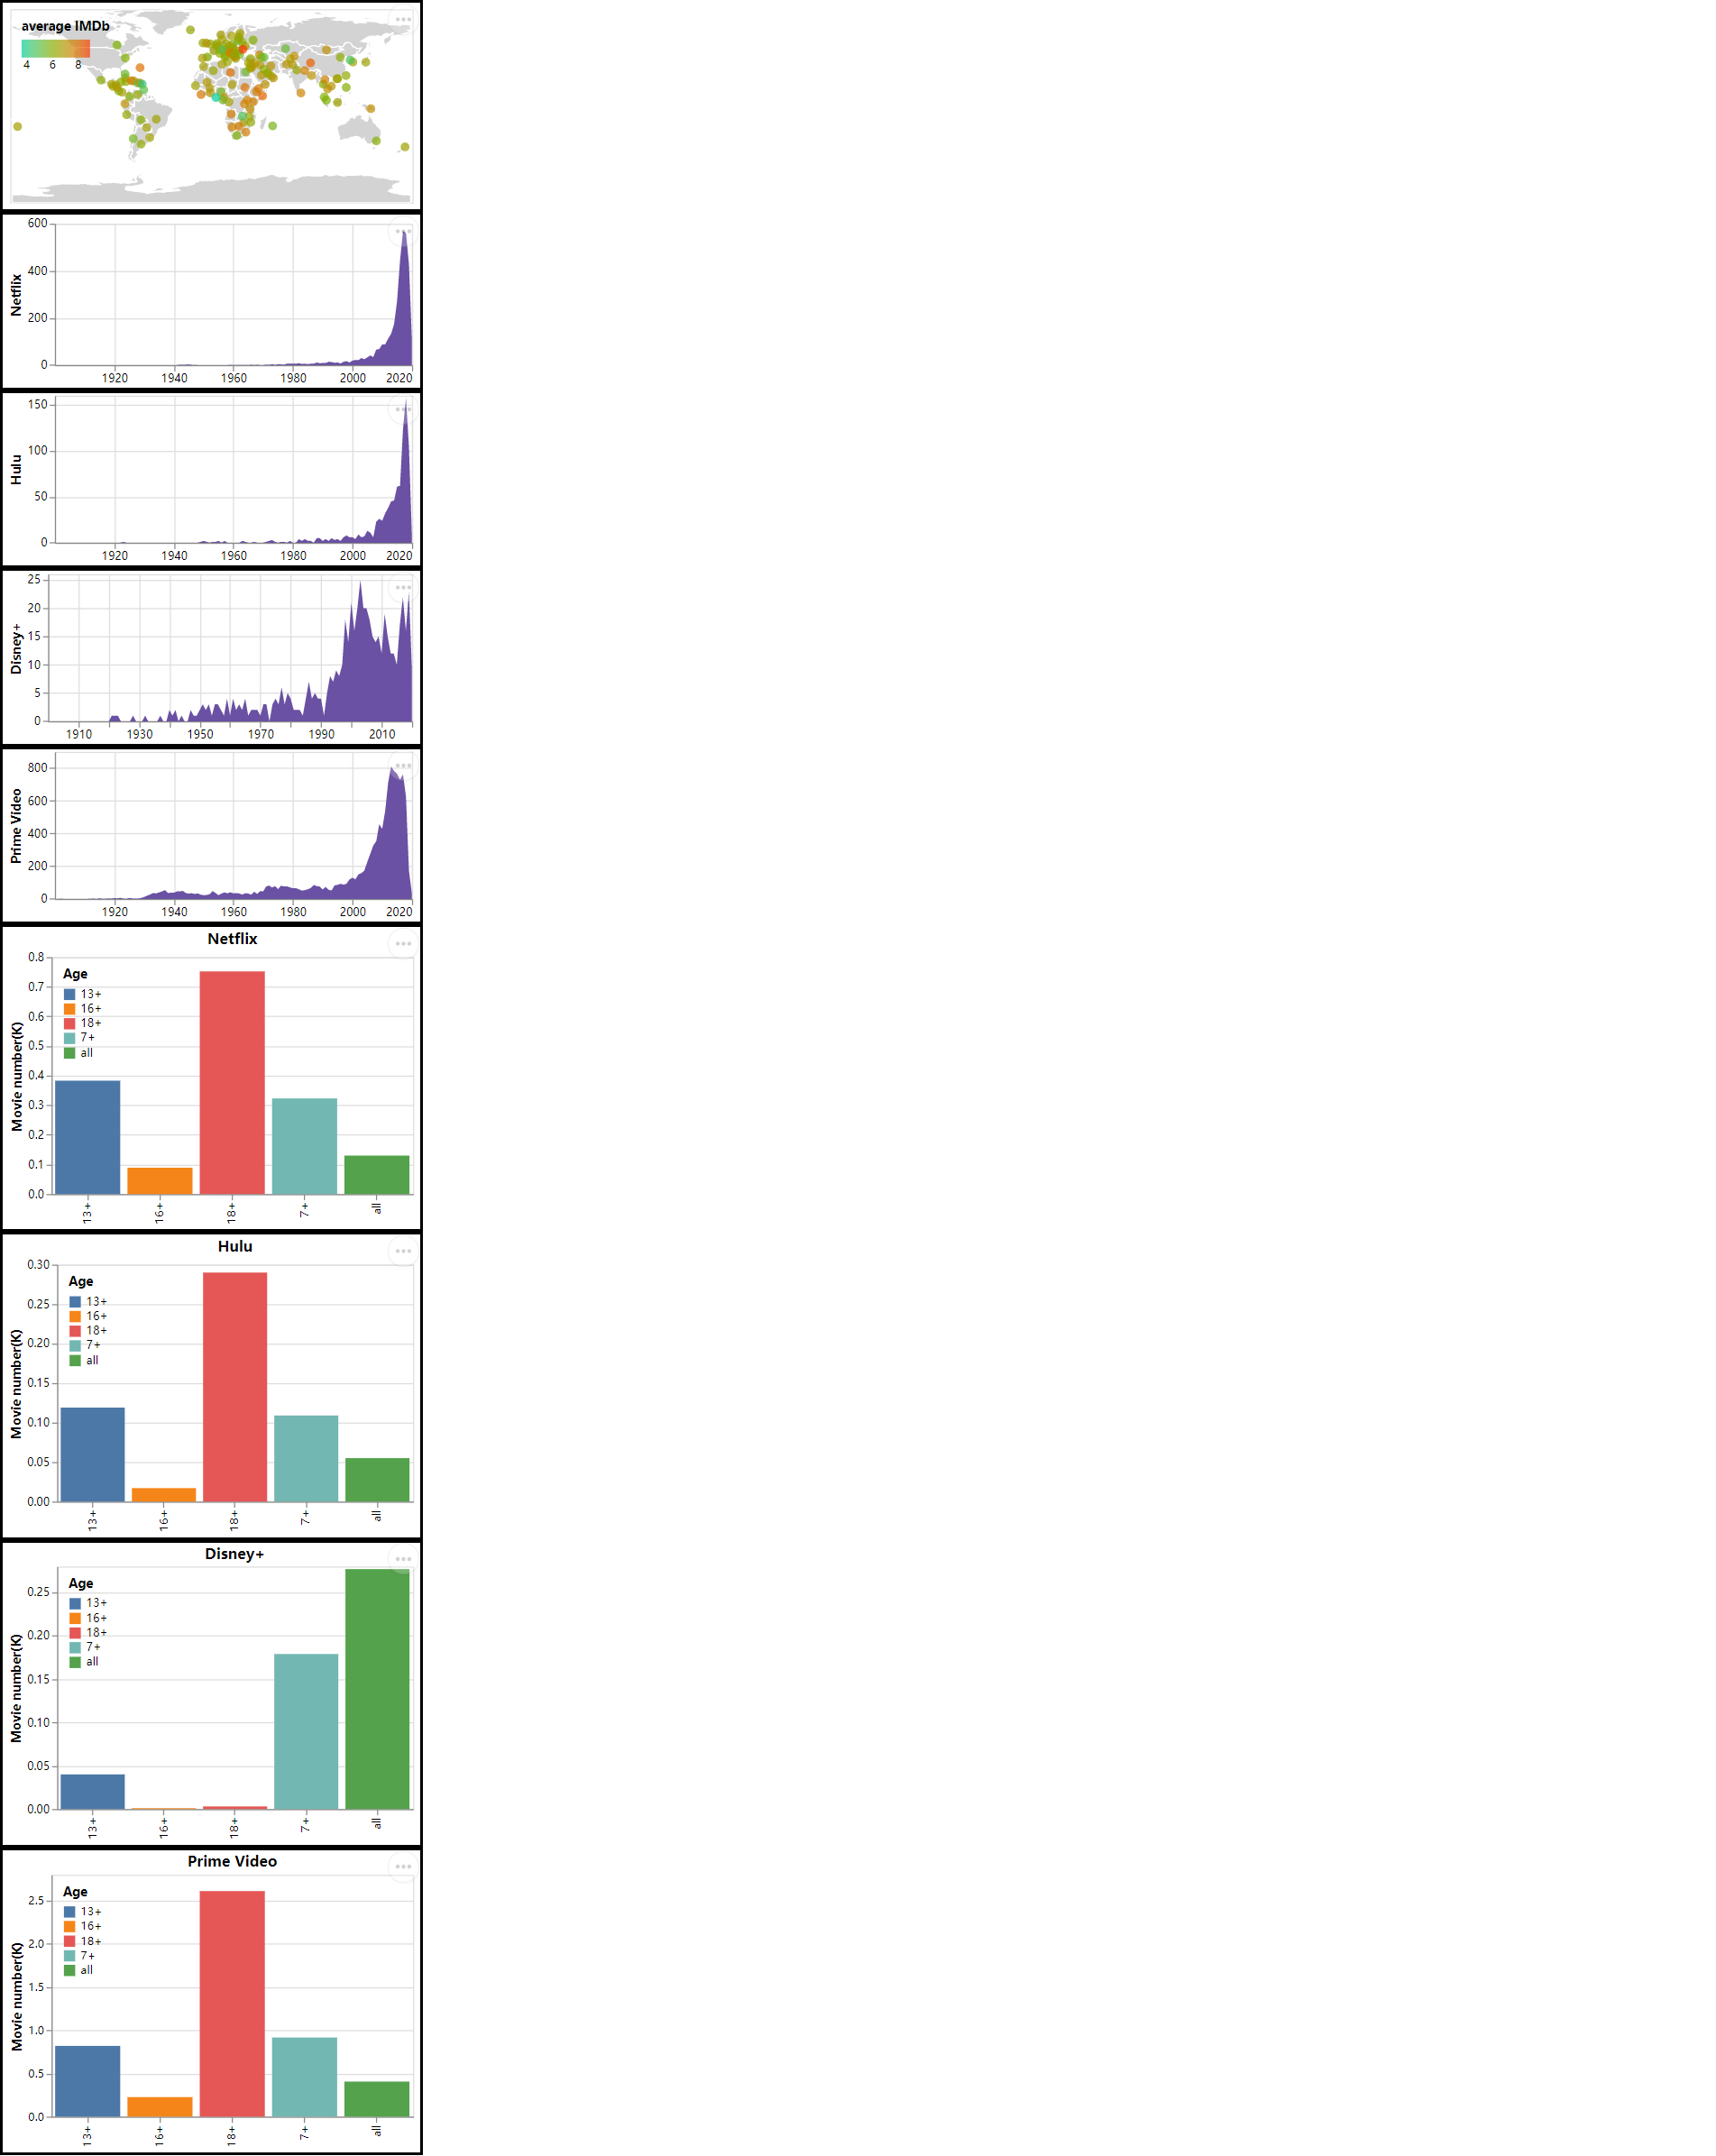 average IMDb
4 6 8
600
400
200
0
Netflix
1920 1940 1960 1980 2000 2020
150
100
50
0
Hulu
1920 1940 1960 1980 2000 2020
25
20
15
10
5
0
Disney+
1910 1930 1950 1970 1990 2010
800
600
400
200
0
Prime Video
1920 1940 1960 1980 2000 2020
Netflix
Age
13+
16+
18+
7+
all
0.8
0.7
0.6
0.5
0.4
0.3
0.2
0.1
0.0
Movie number(K)
13+ 16+ 18+ 7+ all
Hulu
Age
13+
16+
18+
7+
all
0.30
0.25
0.20
0.15
0.10
0.05
0.00
Movie number(K)
13+ 16+ 18+ 7+ all
Disney+
Age
13+
16+
18+
7+
all
0.25
0.20
0.15
0.10
0.05
0.00
Movie number(K)
13+ 16+ 18+ 7+ all
Prime Video
Age
13+
16+
18+
7+
all
2.5
2.0
1.5
1.0
0.5
0.0
Movie number(K)
13+ 16+ 18+ 7+ all